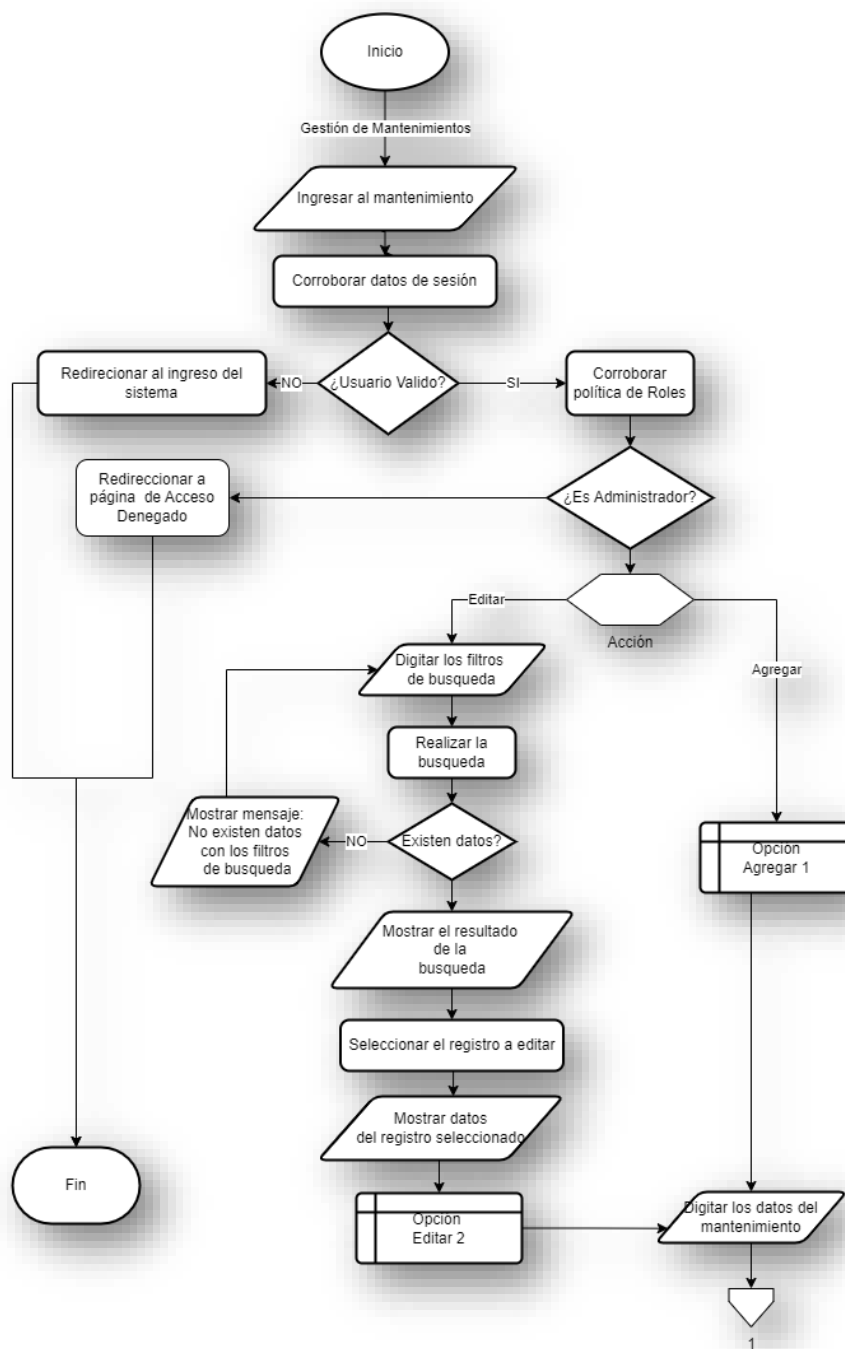 Inicio
Gestión de Mantenimientos
Ingresar al mantenimiento
Corroborar datos de sesión
Redirecionar al ingreso del
sistema
NO
¿Usuario Valido?
SI
Corroborar
política de Roles
Redireccionar a
página de Acceso
Denegado
¿Es Administrador?
Editar
Acción
Agregar
Digitar los filtros
de busqueda
Realizar la
busqueda
Mostrar mensaje:
No existen datos
con los filtros
de busqueda
NO
Existen datos?
Opción
Agregar 1
Mostrar el resultado
de la
busqueda
Seleccionar el registro a editar
Mostrar datos
del registro seleccionado
Fin
Opción
Editar 2
Digitar los datos del
mantenimiento
1